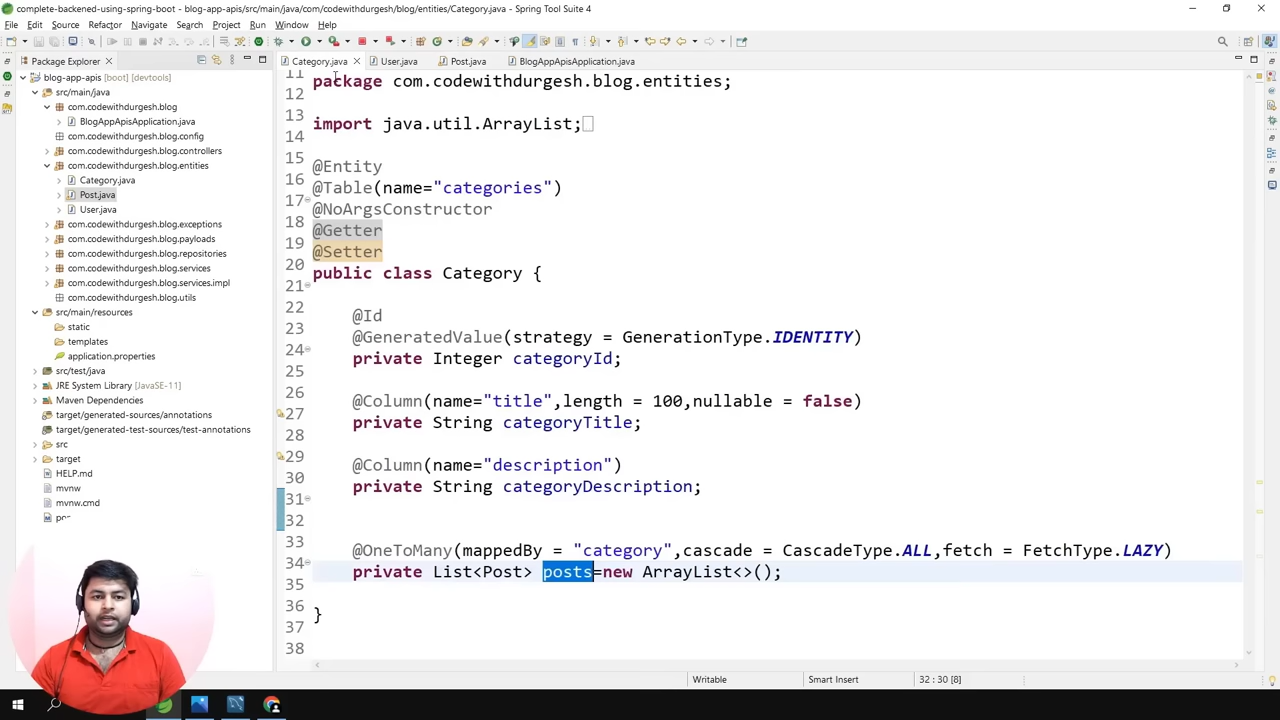 complete-backened-using-spring-boot - blog-app-apis/src/main/java/com/codewithdurgesh/blog/entities/Category.java - Spring Tool Suite 4
File Edit Source Refactor Navigate Search Project Run Window Help
Package Explorer
Category.java
User.java
Post.java
BlogAppApisApplication.java
blog-app-apis [boot] [devtools]
src/main/java
com.codewithdurgesh.blog
BlogAppApisApplication.java
com.codewithdurgesh.blog.config
com.codewithdurgesh.blog.controllers
com.codewithdurgesh.blog.entities
Category.java
Post.java
User.java
com.codewithdurgesh.blog.exceptions
com.codewithdurgesh.blog.payloads
com.codewithdurgesh.blog.repositories
com.codewithdurgesh.blog.services
com.codewithdurgesh.blog.services.impl
com.codewithdurgesh.blog.utils
src/main/resources
static
templates
application.properties
src/test/java
JRE System Library [JavaSE-11]
Maven Dependencies
target/generated-sources/annotations
target/generated-test-sources/test-annotations
src
target
HELP.md
mvnw
mvnw.cmd
11
12 package com.codewithdurgesh.blog.entities;
13
14 import java.util.ArrayList;
15
16 @Entity
17 @Table(name="categories")
18 @NoArgsConstructor
19 @Getter
20 @Setter
21 public class Category {
22
23 @Id
24 @GeneratedValue(strategy = GenerationType.IDENTITY)
25 private Integer categoryId;
26
27 @Column(name="title",length = 100,nullable = false)
28 private String categoryTitle;
29
30 @Column(name="description")
31 private String categoryDescription;
32
33
34 @OneToMany(mappedBy = "category",cascade = CascadeType.ALL,fetch = FetchType.LAZY)
35 private List<Post> posts=new ArrayList<>();
36
37 }
38
Writable
Smart Insert
32 : 30 [8]